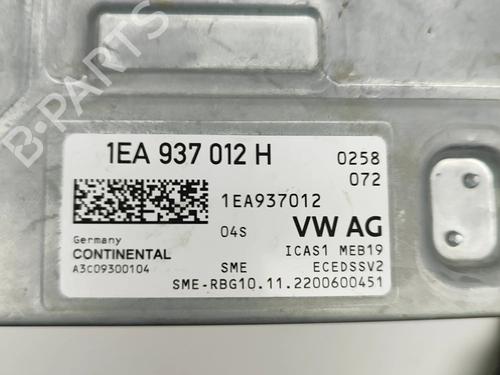 B-PARTS
1EA 937 012 H
0258
072
1EA937012
04S
VW AG
Germany
CONTINENTAL
A3C09300104
ICAS1 MEB19
SME
ECEDSSV2
SME-RBG10.11.2200600451